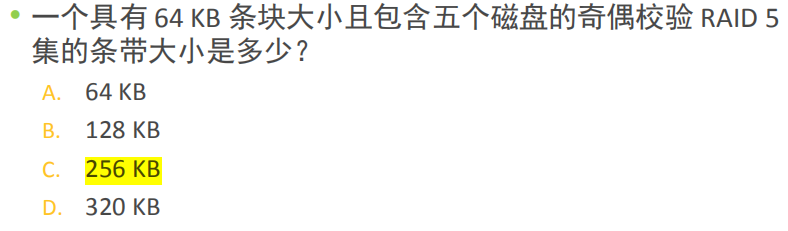 • 一个具有 64 KB 条块大小且包含五个磁盘的奇偶校验 RAID 5
集的条带大小是多少？
A. 64 KB
B. 128 KB
C. 256 KB
D. 320 KB